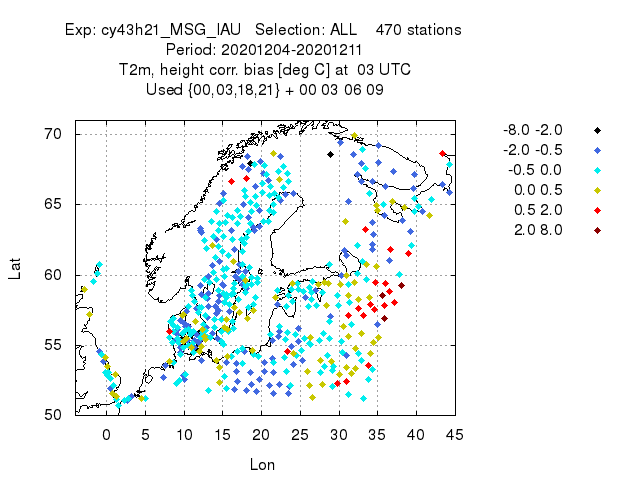 Exp: cy43h21_MSG_IAU   Selection: ALL    470 stations
Period: 20201204-20201211
T2m, height corr. bias [deg C] at  03 UTC
Used {00,03,18,21} + 00 03 06 09
-8.0 -2.0
-2.0 -0.5
-0.5 0.0
0.0 0.5
0.5 2.0
2.0 8.0
70
65
60
55
50
Lat
0 5 10 15 20 25 30 35 40 45
Lon